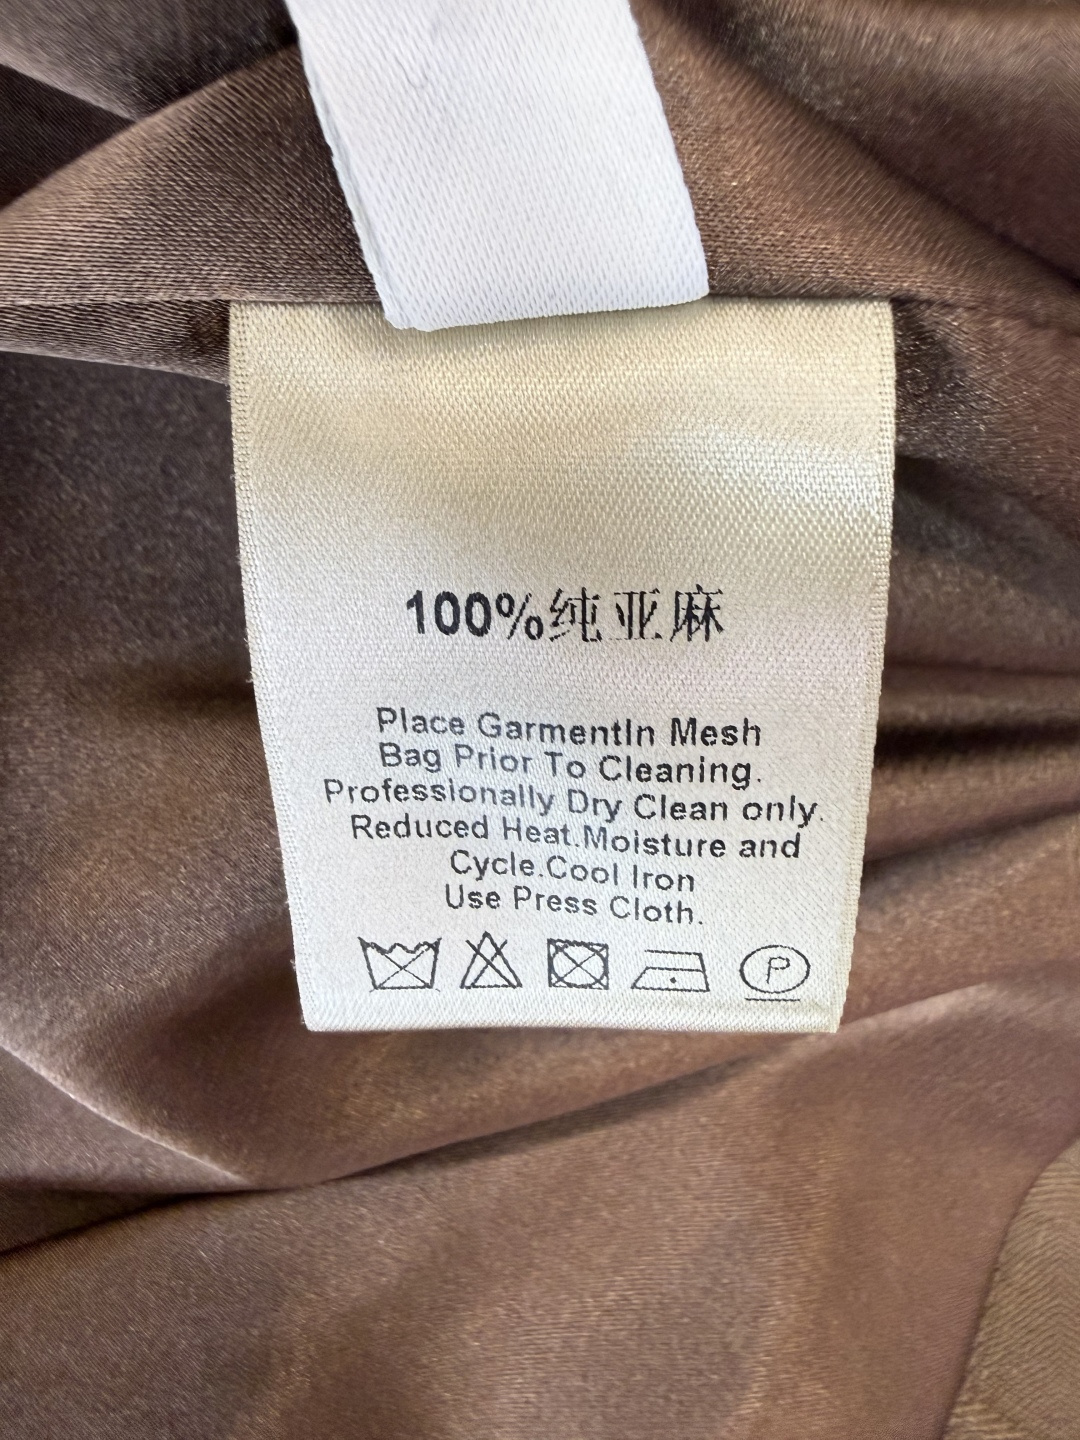 100%纯亚麻
Place GarmentIn Mesh
Bag Prior To Cleaning.
Professionally Dry Clean only.
Reduced Heat.Moisture and
Cycle.Cool Iron
Use Press Cloth.
P